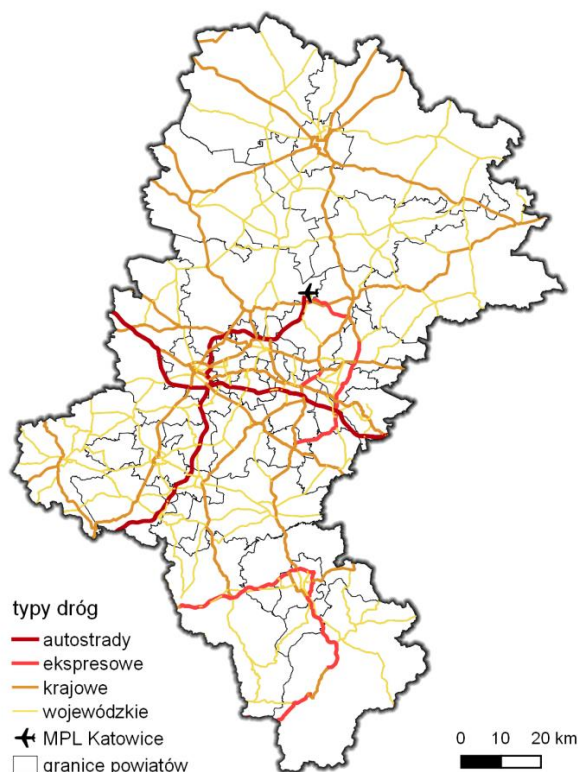 typy dróg
autostrady
ekspresowe
krajowe
wojewódzkie
MPL Katowice
granice powiatów
0 10 20 km